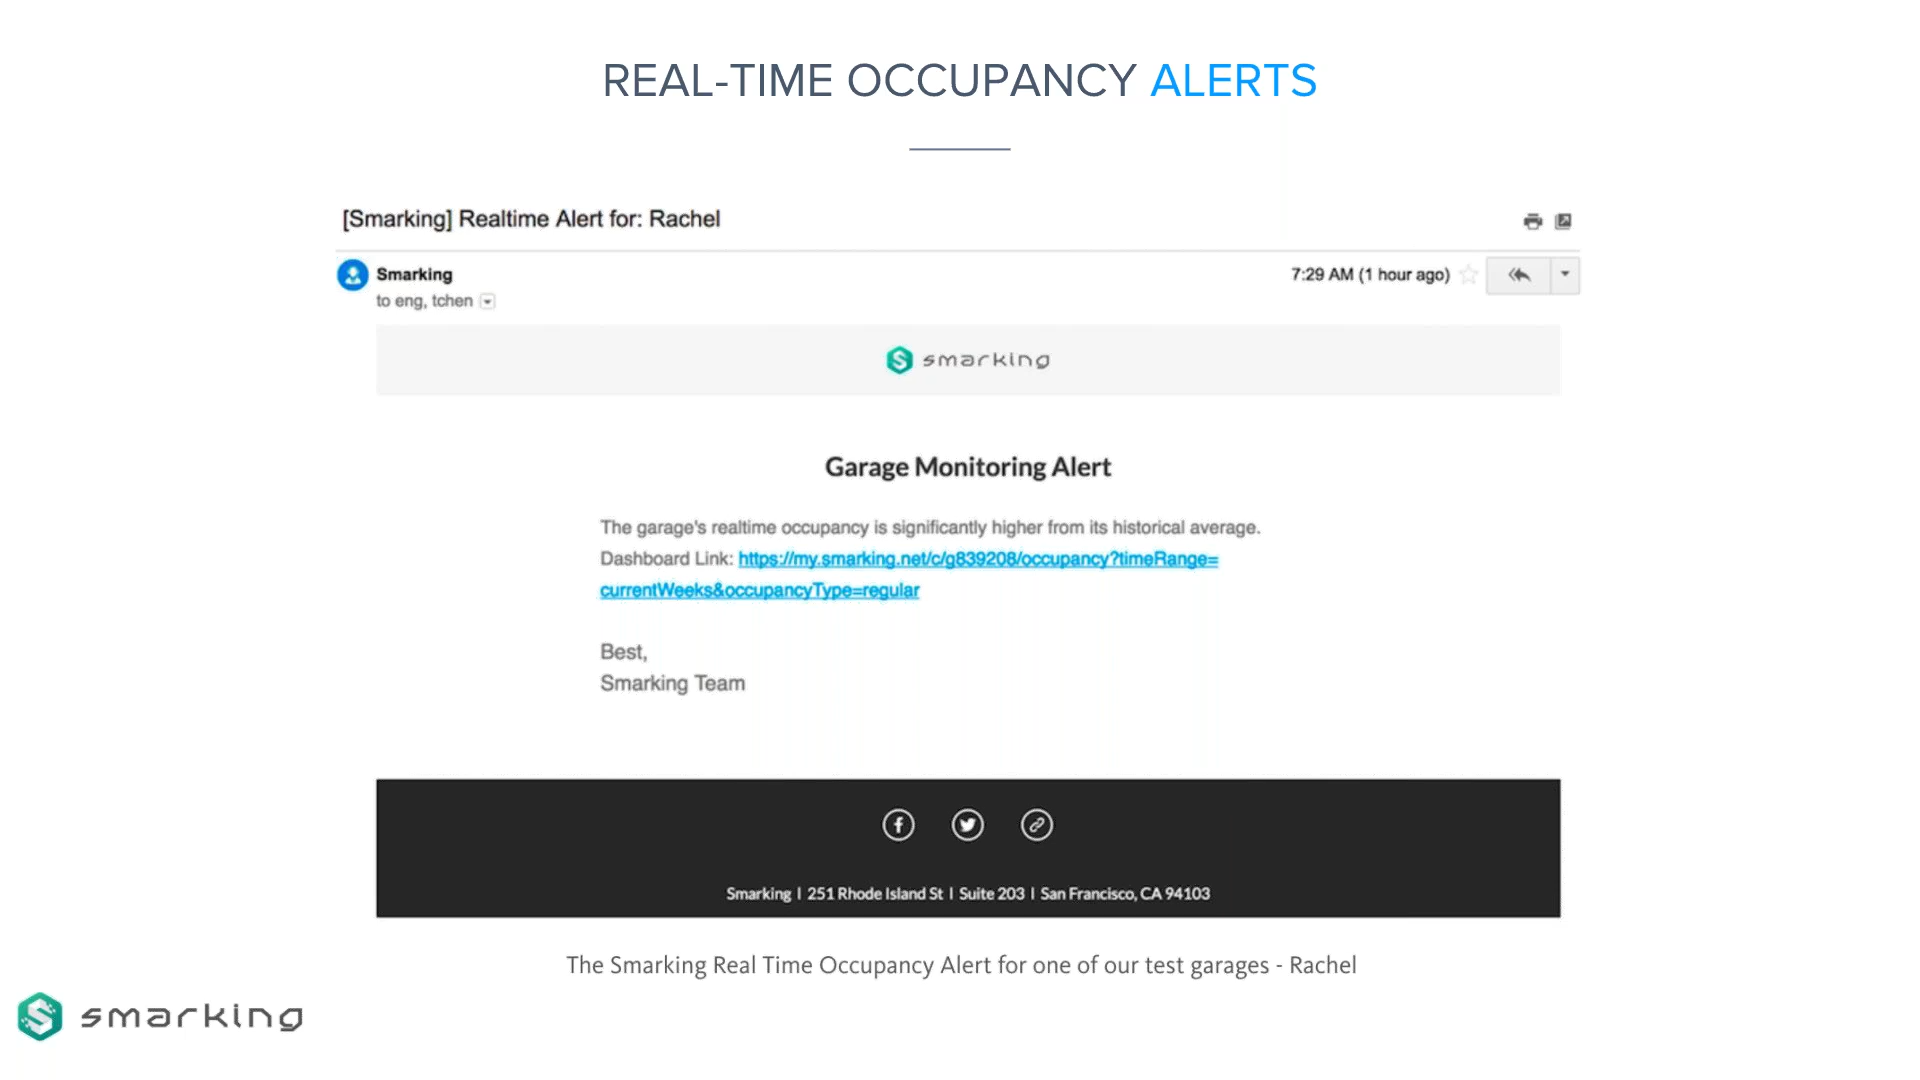 REAL-TIME OCCUPANCY ALERTS
[Smarking] Realtime Alert for: Rachel
Smarking
7:29 AM (1 hour ago)
to eng, tchen
smarking
Garage Monitoring Alert
The garage's realtime occupancy is significantly higher from its historical average.
Dashboard Link: https://my.smarking.net/c/g839208/occupancy?timeRange=
currentWeeks&occupancyType=regular
Best,
Smarking Team
Smarking | 251 Rhode Island St | Suite 203 | San Francisco, CA 94103
The Smarking Real Time Occupancy Alert for one of our test garages - Rachel
smarking